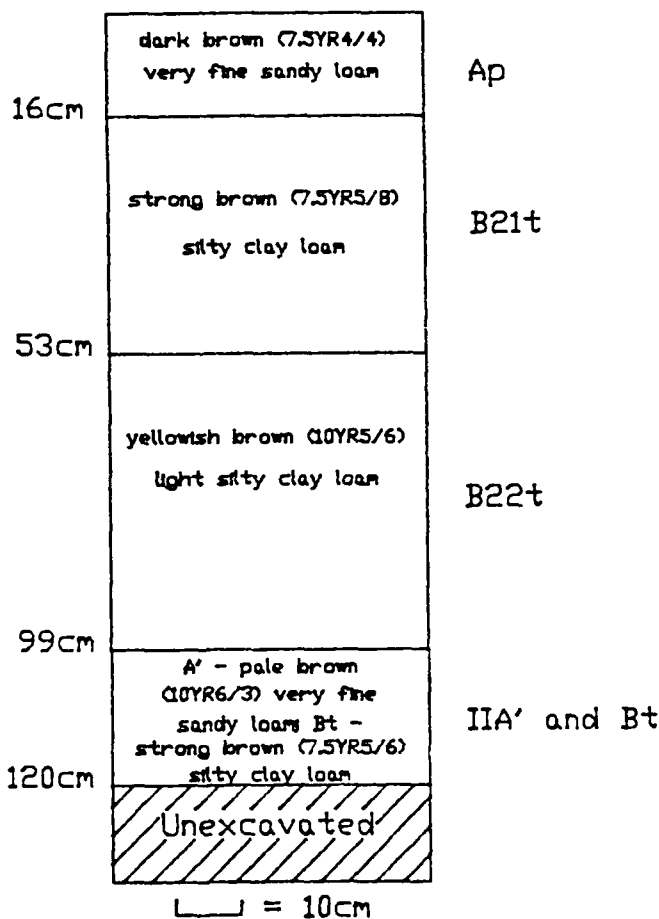 dark brown (7.5YR4/4)
very fine sandy loam
Ap
16cm
strong brown (7.5YR5/8)
silty clay loam
B21t
53cm
yellowish brown (10YR5/6)
light silty clay loam
B22t
99cm
A' - pale brown
(10YR6/3) very fine
sandy loam; Bt -
strong brown (7.5YR5/6)
silty clay loam
IIA' and Bt
120cm
Unexcavated
= 10cm